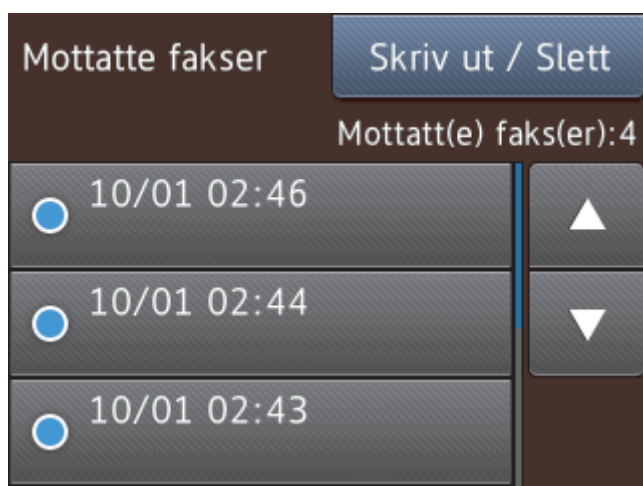 Mottatte fakser
Skriv ut / Slett
Mottatt(e) faks(er):4
10/01 02:46
10/01 02:44
10/01 02:43